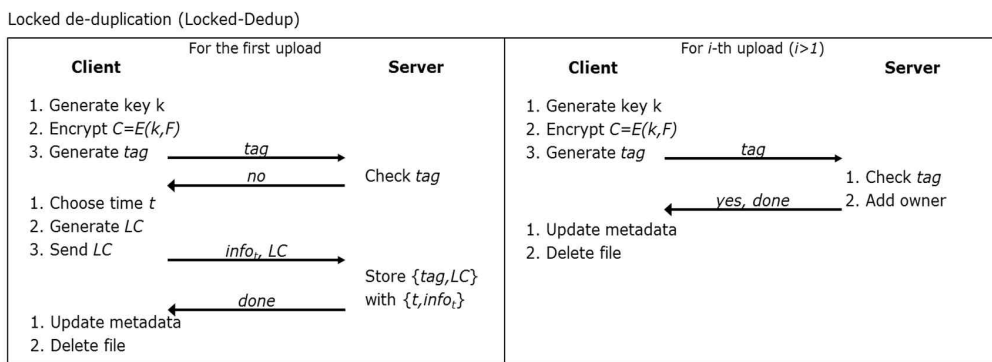 Locked de-duplication (Locked-Dedup)
For the first upload
Client
Server
1. Generate key k
2. Encrypt C=E(k,F)
3. Generate tag
tag
no
Check tag
1. Choose time t
2. Generate LC
3. Send LC
infoₜ, LC
Store {tag,LC}
with {t,infoₜ}
done
1. Update metadata
2. Delete file
For i-th upload (i>1)
Client
Server
1. Generate key k
2. Encrypt C=E(k,F)
3. Generate tag
tag
1. Check tag
2. Add owner
yes, done
1. Update metadata
2. Delete file